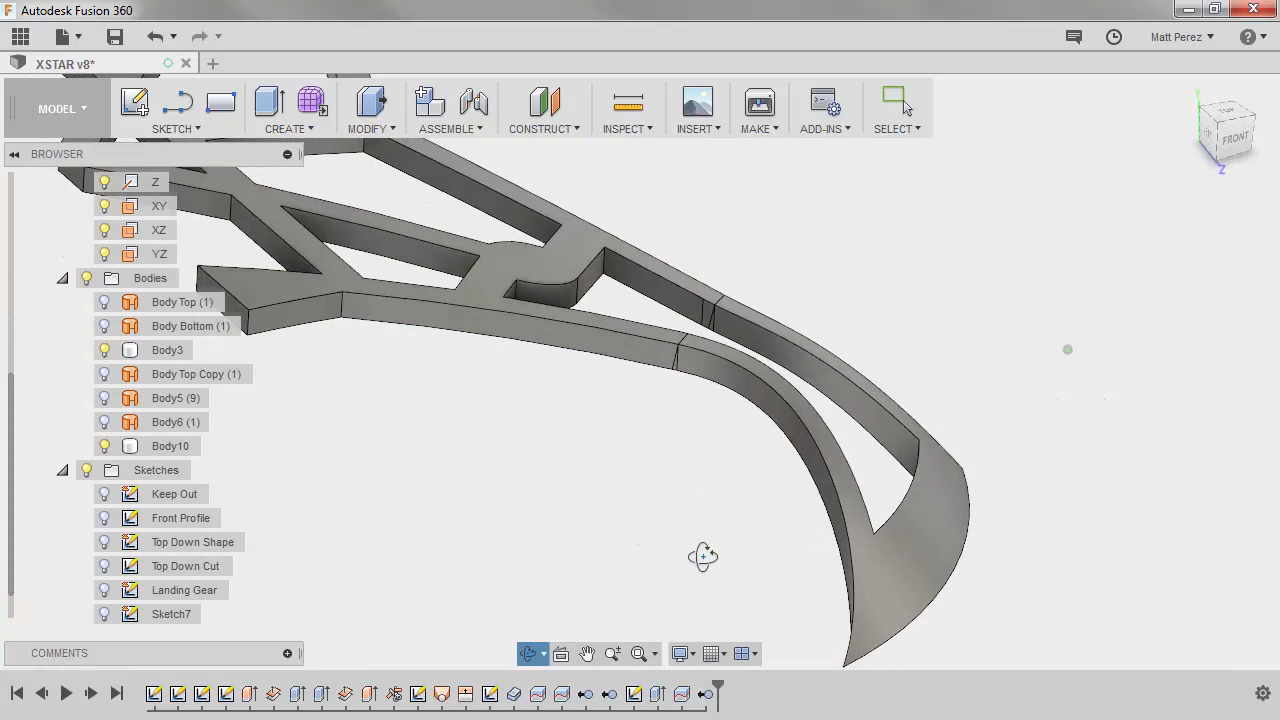 Autodesk Fusion 360
Matt Perez
XSTAR v8*
MODEL
SKETCH
CREATE
MODIFY
ASSEMBLE
CONSTRUCT
INSPECT
INSERT
MAKE
ADD-INS
SELECT
TOP
FRONT
Z
BROWSER
Z
XY
XZ
YZ
Bodies
Body Top (1)
Body Bottom (1)
Body3
Body Top Copy (1)
Body5 (9)
Body6 (1)
Body10
Sketches
Keep Out
Front Profile
Top Down Shape
Top Down Cut
Landing Gear
Sketch7
COMMENTS